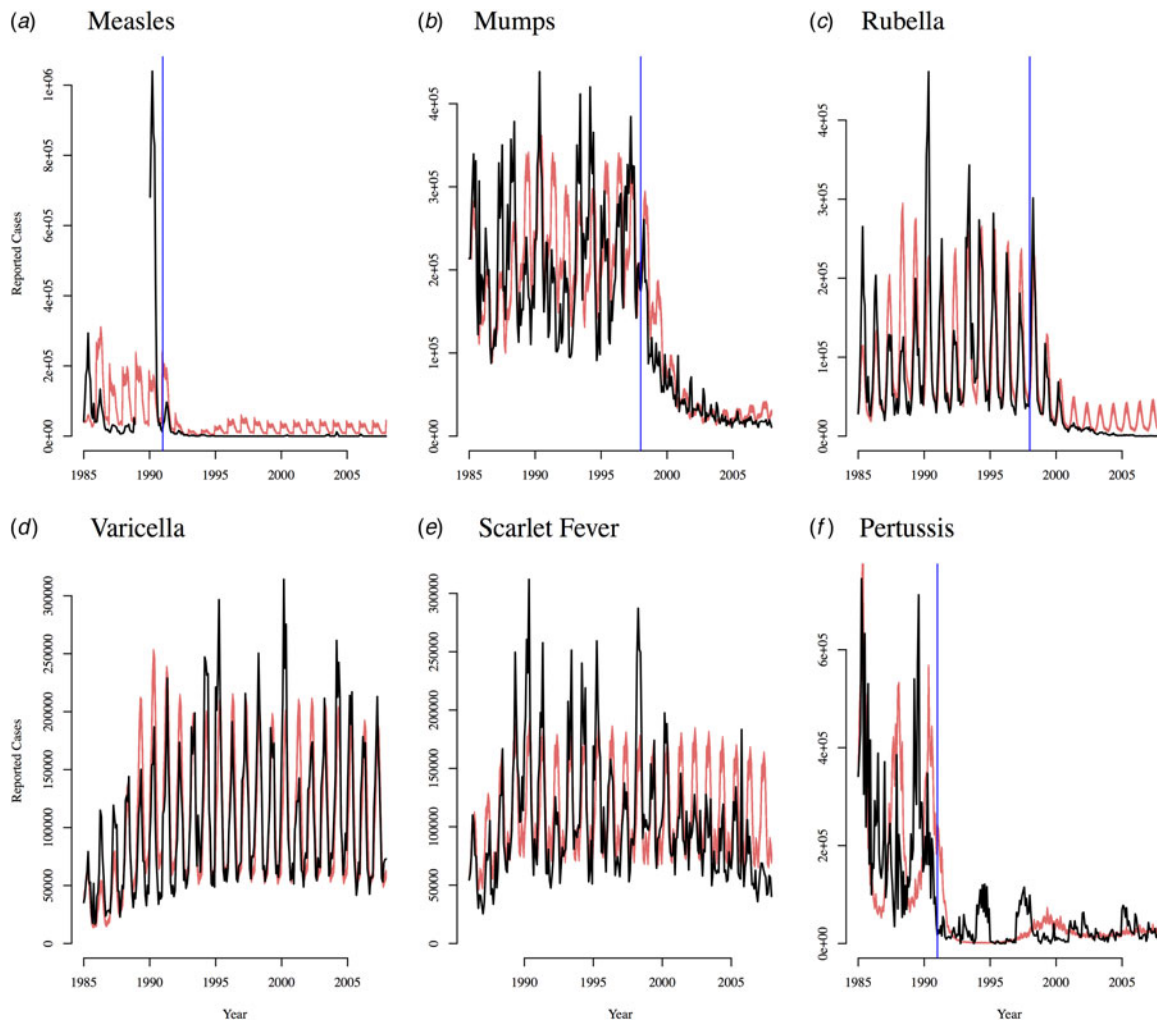 (a) Measles
Reported Cases
0e+00 2e+05 4e+05 6e+05 8e+05 1e+06
1985 1990 1995 2000 2005
(b) Mumps
0e+00 1e+05 2e+05 3e+05 4e+05
1985 1990 1995 2000 2005
(c) Rubella
0e+00 1e+05 2e+05 3e+05 4e+05
1985 1990 1995 2000 2005
(d) Varicella
Reported Cases
0 50000 100000 150000 200000 250000 300000
1985 1990 1995 2000 2005
Year
(e) Scarlet Fever
0 50000 100000 150000 200000 250000 300000
1990 1995 2000 2005
Year
(f) Pertussis
0e+00 2e+05 4e+05 6e+05
1985 1990 1995 2000 2005
Year